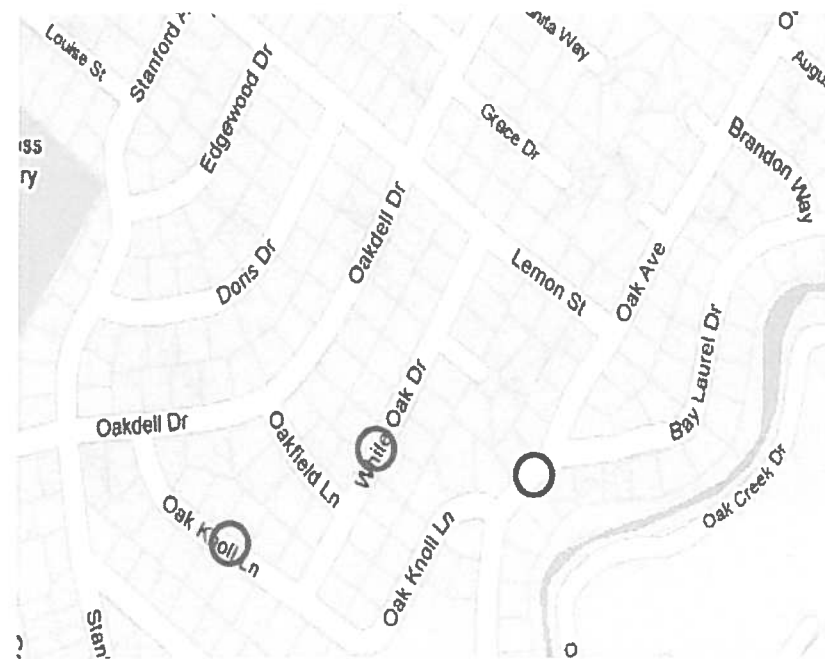 Louise St
Stanford
Edgewood Dr
Way
Grace Dr
Brandon Way
Doris Dr
Oakdell Dr
Lemon St
Oak Ave
Bay Laurel Dr
White Oak Dr
Oakdell Dr
Oakfield Ln
Oak Knoll Ln
Oak Knoll Ln
Oak Creek Dr